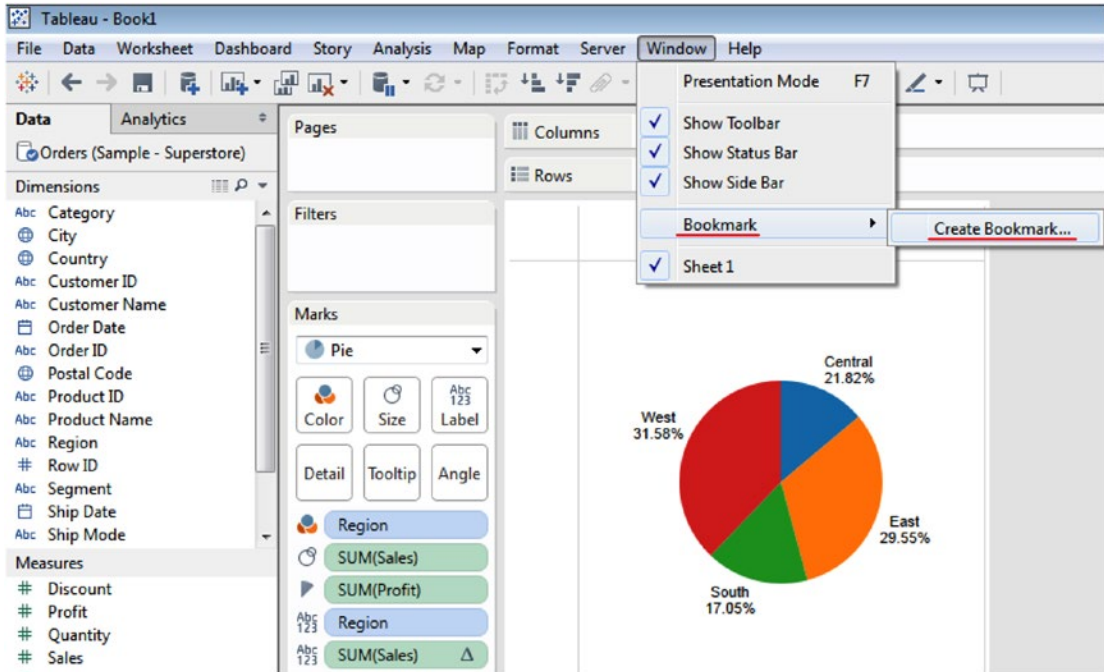 Tableau - Book1
File Data Worksheet Dashboard Story Analysis Map Format Server Window Help
Presentation Mode F7
Show Toolbar
Show Status Bar
Show Side Bar
Bookmark
Create Bookmark...
Sheet 1
Data Analytics
Orders (Sample - Superstore)
Dimensions
Abc Category
City
Country
Abc Customer ID
Abc Customer Name
Order Date
Abc Order ID
Postal Code
Abc Product ID
Abc Product Name
Abc Region
# Row ID
Abc Segment
Ship Date
Abc Ship Mode
Measures
# Discount
# Profit
# Quantity
# Sales
Pages
Filters
Marks
Pie
Color
Size
Abc
123
Label
Detail
Tooltip
Angle
Region
SUM(Sales)
SUM(Profit)
Abc
123
Region
Abc
123
SUM(Sales) Δ
Columns
Rows
Central
21.82%
West
31.58%
East
29.55%
South
17.05%